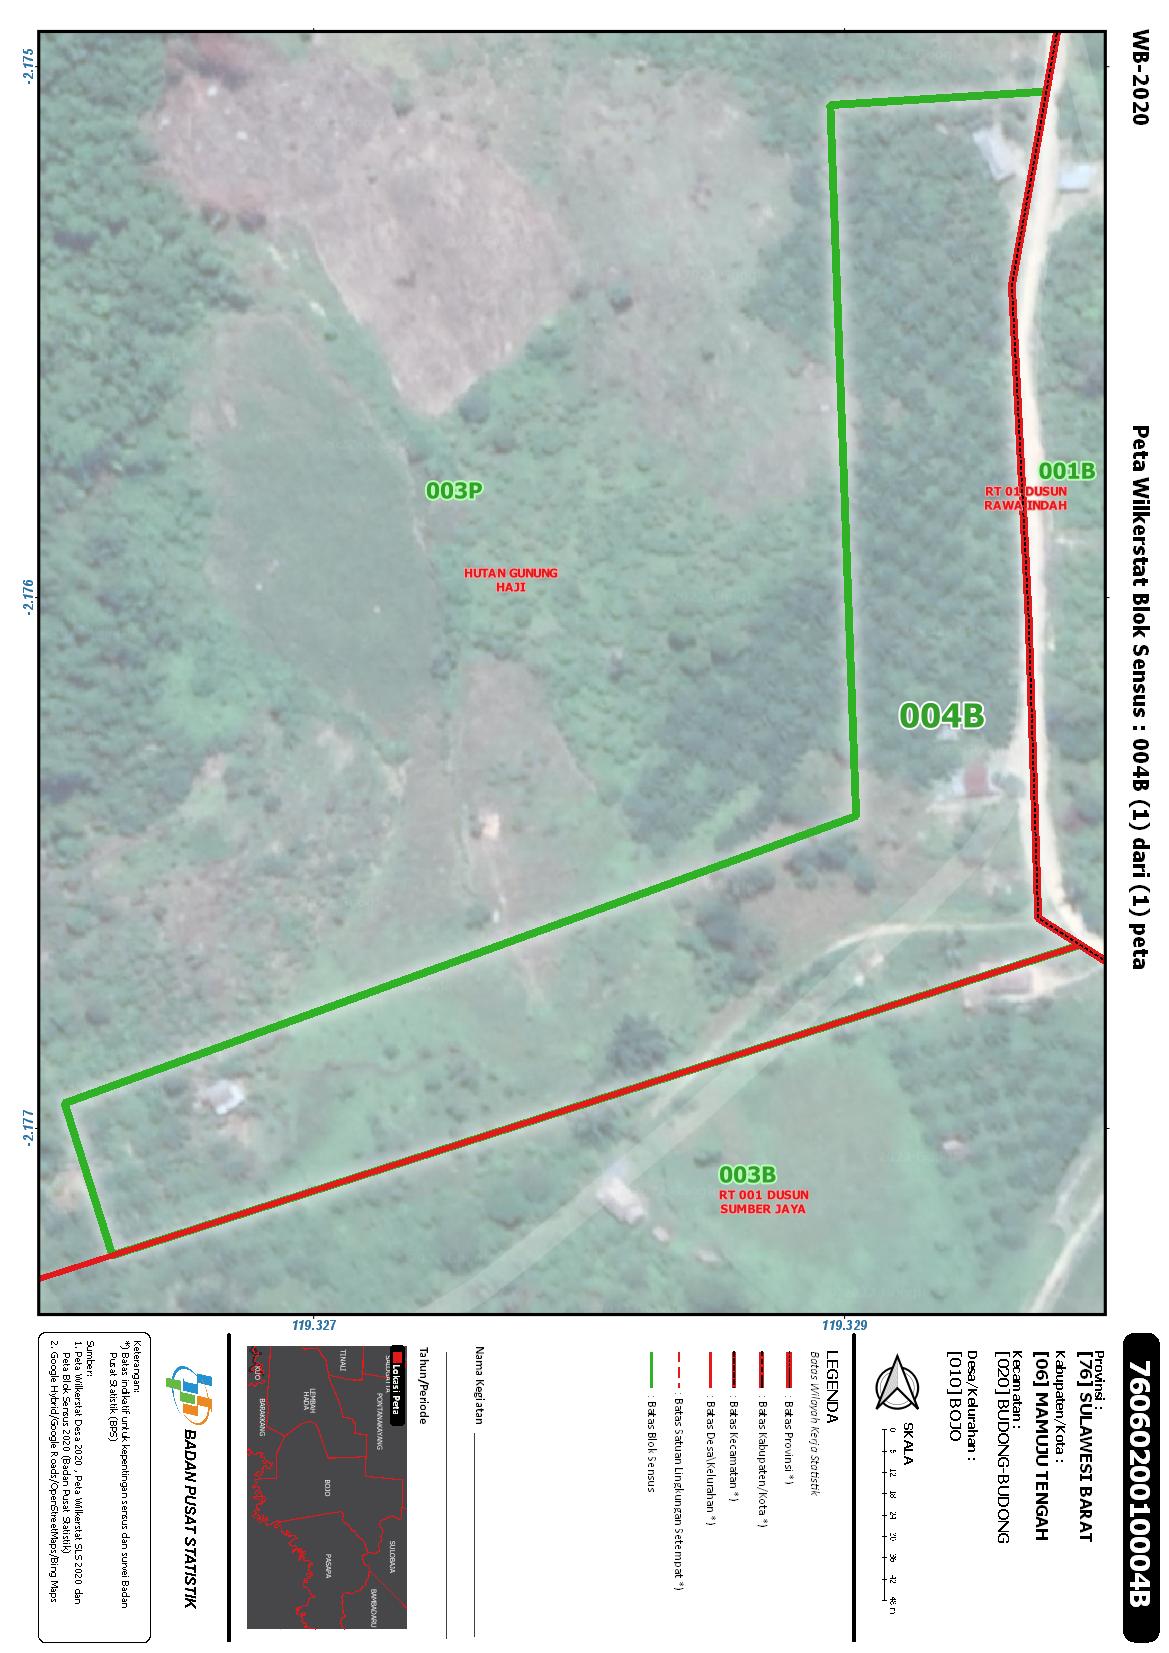 WB-2020
Peta Wilkerstat Blok Sensus : 004B (1) dari (1) peta
-2.175
-2.176
-2.177
119.327
119.329
001B
RT 01 DUSUN
RAWA INDAH
003P
HUTAN GUNUNG
HAJI
004B
003B
RT 001 DUSUN
SUMBER JAYA
7606020010004B
Provinsi :
[76] SULAWESI BARAT
Kabupaten/Kota :
[06] MAMUJU TENGAH
Kecamatan :
[020] BUDONG-BUDONG
Desa/Kelurahan :
[010] BOJO
SKALA
0 6 12 18 24 30 36 42 48 m
LEGENDA
Batas Wilayah Kerja Statistik
: Batas Provinsi *)
: Batas Kabupaten/Kota *)
: Batas Kecamatan *)
: Batas Desa\Kelurahan *)
: Batas Satuan Lingkungan Setempat *)
: Batas Blok Sensus
Nama Kegiatan
Tahun/Periode
Lokasi Peta
SALOGATTA
PONTANAKAYANG
TINALI
LEMBAH
HADA
BARAKKANG
BOJO
SULOBAJA
PASAPA
BAMBADARU
BADAN PUSAT STATISTIK
Keterangan:
*) Batas indikatif untuk kepentingan sensus dan survei Badan
Pusat Statistik (BPS)
Sumber:
1. Peta Wilkerstat Desa 2020 , Peta Wilkerstat SLS 2020 dan
Peta Blok Sensus 2020 (Badan Pusat Statistik)
2. Google Hybrid/Google Roads/OpenStreetMaps/Bing Maps